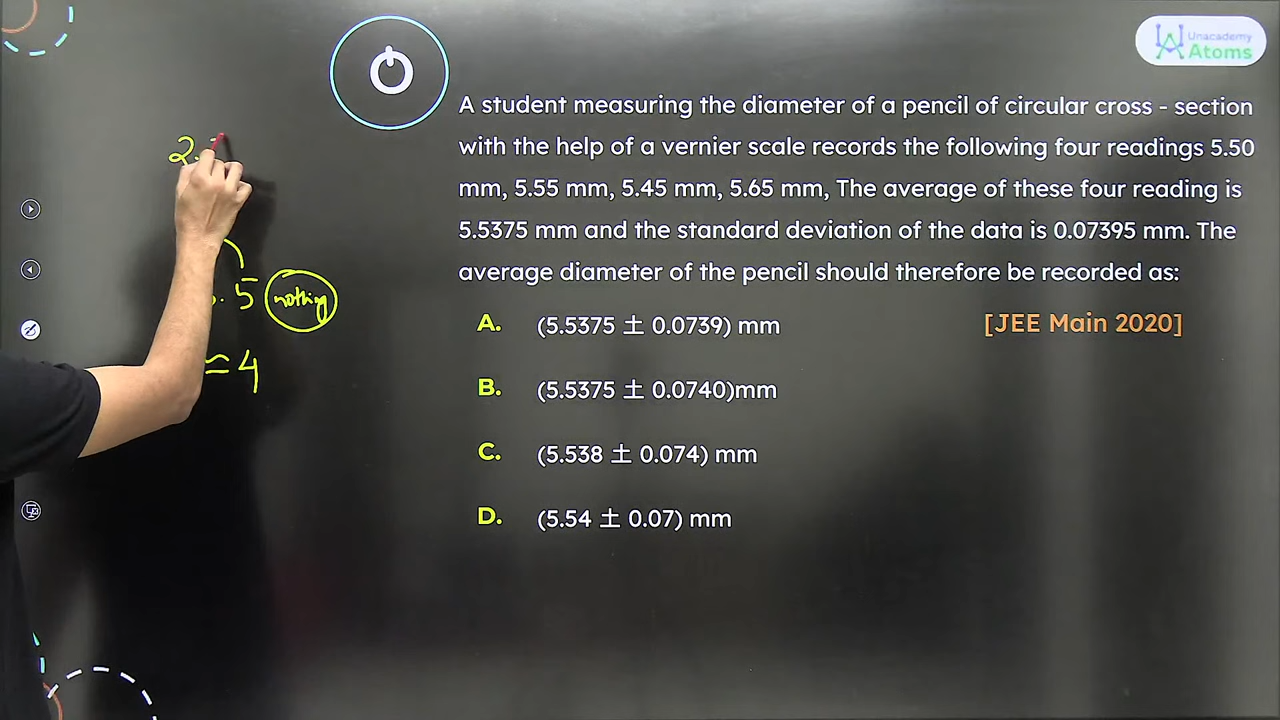 Unacademy
Atoms
A student measuring the diameter of a pencil of circular cross - section
with the help of a vernier scale records the following four readings 5.50
mm, 5.55 mm, 5.45 mm, 5.65 mm, The average of these four reading is
5.5375 mm and the standard deviation of the data is 0.07395 mm. The
average diameter of the pencil should therefore be recorded as:
A. (5.5375 ± 0.0739) mm [JEE Main 2020]
B. (5.5375 ± 0.0740)mm
C. (5.538 ± 0.074) mm
D. (5.54 ± 0.07) mm
2.
. 5 nothing
≈ 4